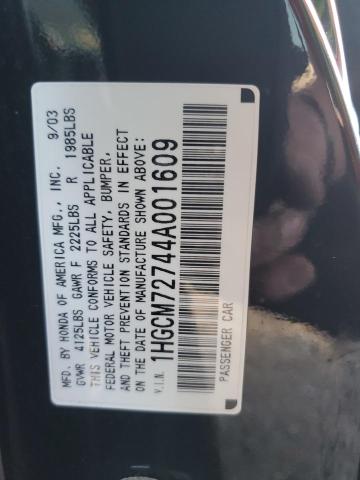 MFD. BY HONDA OF AMERICA MFG., INC. 9/03
GVWR 4125LBS GAWR F 2225LBS R 1985LBS
THIS VEHICLE CONFORMS TO ALL APPLICABLE
FEDERAL MOTOR VEHICLE SAFETY, BUMPER,
AND THEFT PREVENTION STANDARDS IN EFFECT
ON THE DATE OF MANUFACTURE SHOWN ABOVE:
V.I.N. 1HGCM72744A001609
PASSENGER CAR